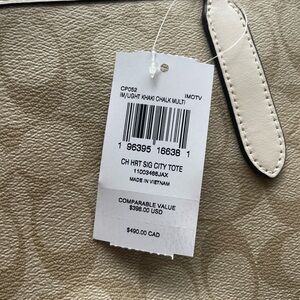 CP052 IMOTV
IM/LIGHT KHAKI CHALK MULTI
1 96395 16638 1
CH HRT SIG CITY TOTE
11003466JAX
MADE IN VIETNAM
COMPARABLE VALUE
$398.00 USD
$490.00 CAD